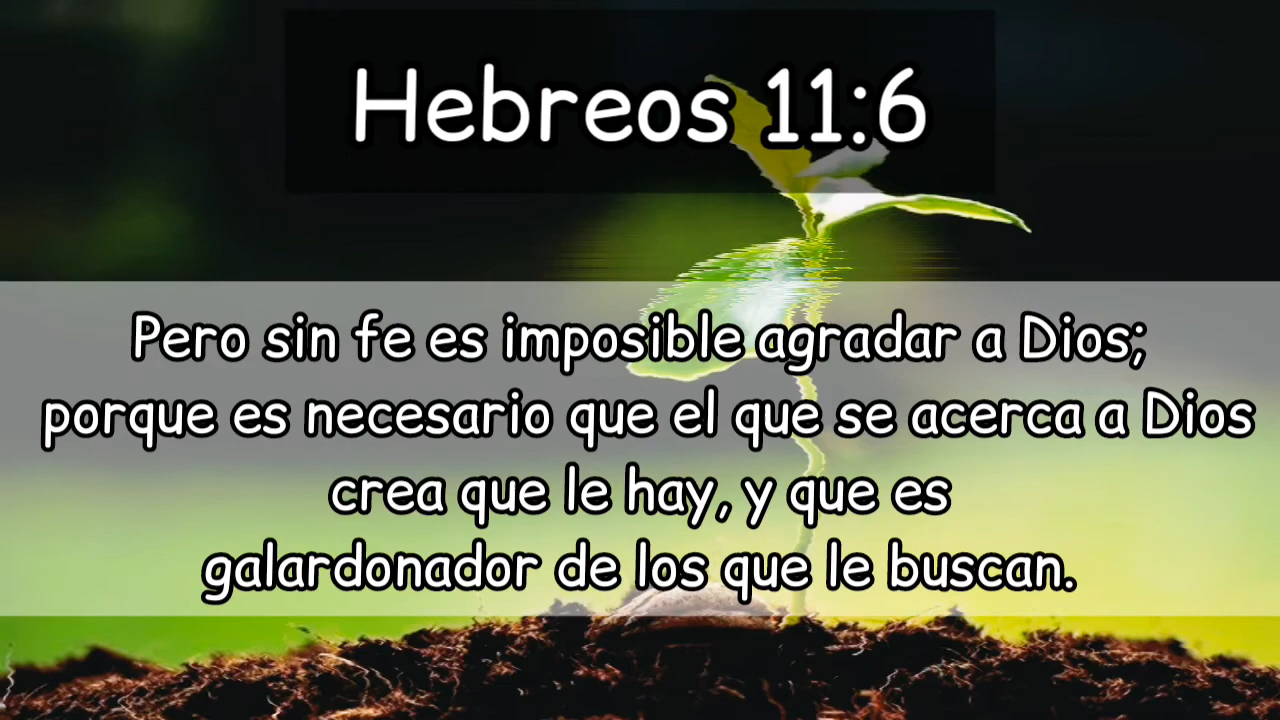 Hebreos 11:6
Pero sin fe es imposible agradar a Dios;
porque es necesario que el que se acerca a Dios
crea que le hay, y que es
galardonador de los que le buscan.